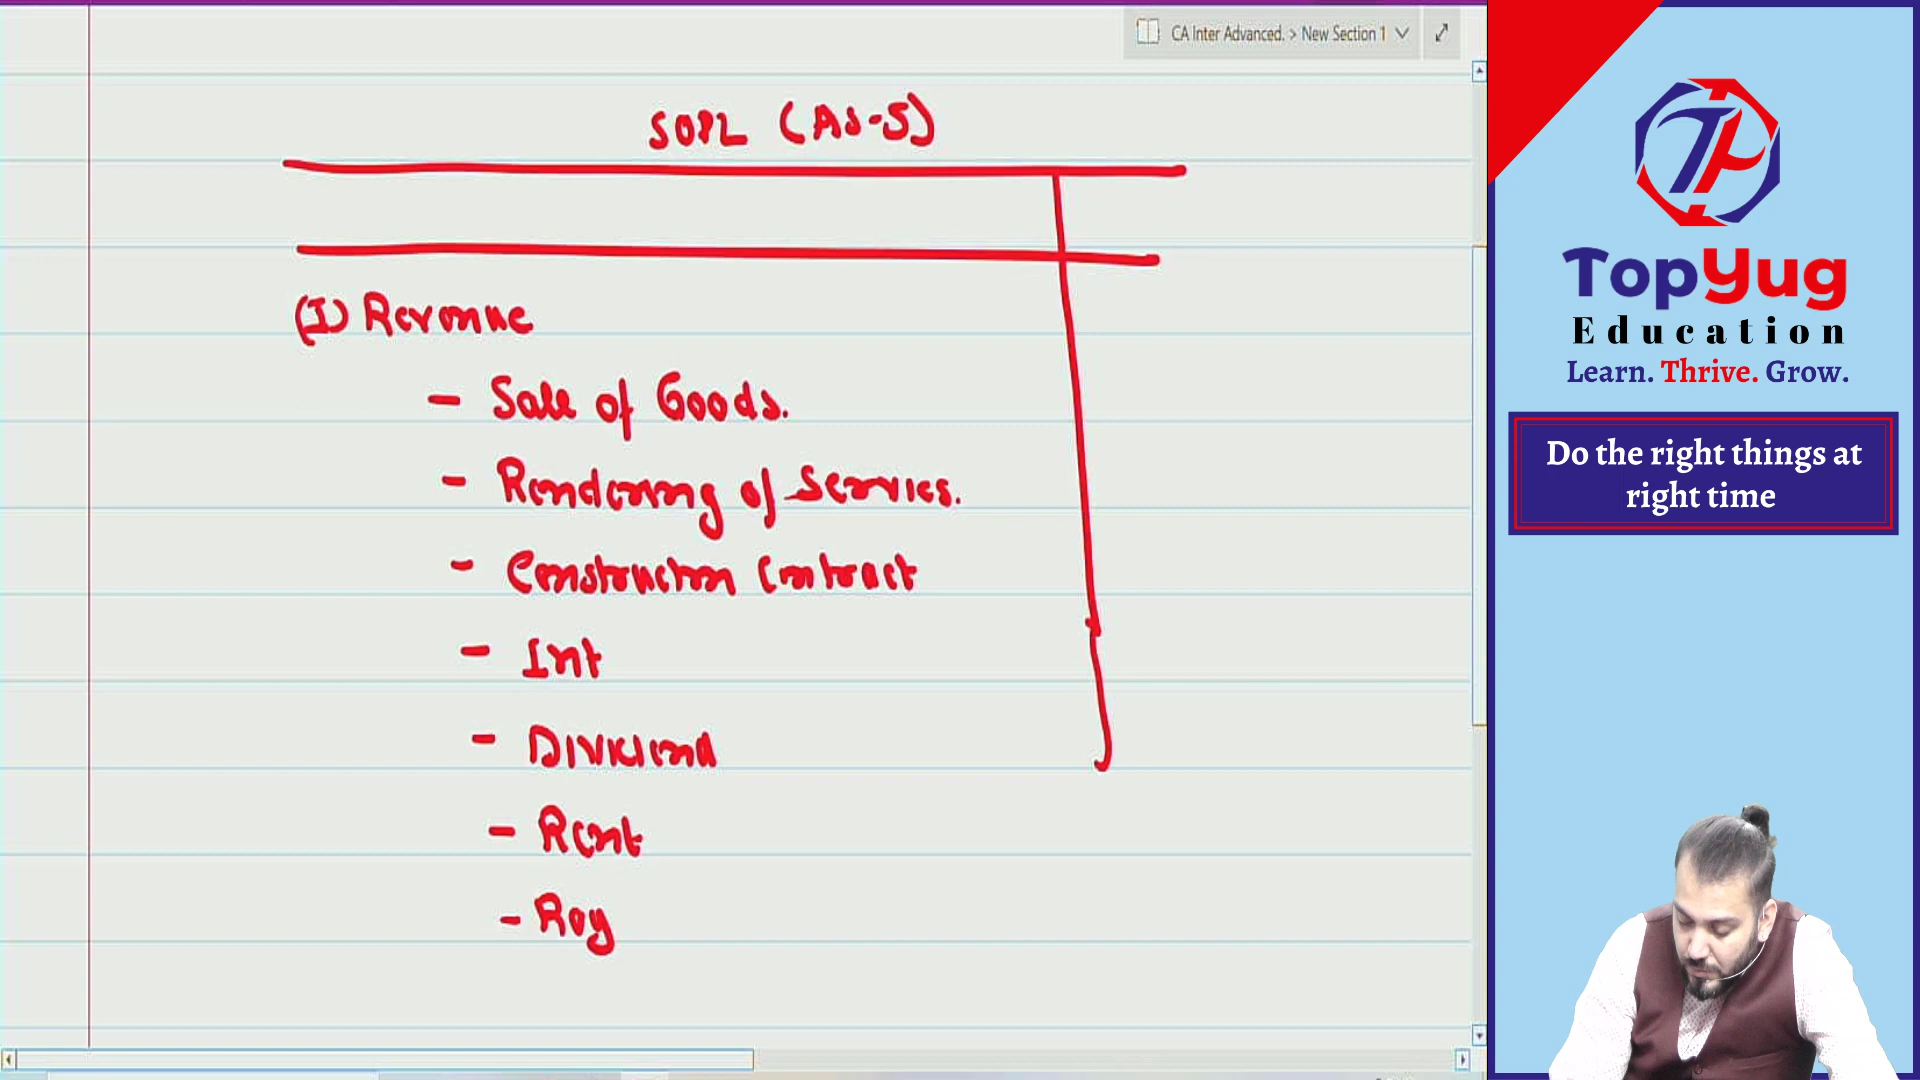 CA Inter Advanced. > New Section 1
SOPL (AS-5)
(I) Revenue
- Sale of Goods.
- Rendering of Services.
- Construction Contract
- Int
- Dividend
- Rent
- Roy
TopYug
Education
Learn. Thrive. Grow.
Do the right things at
right time